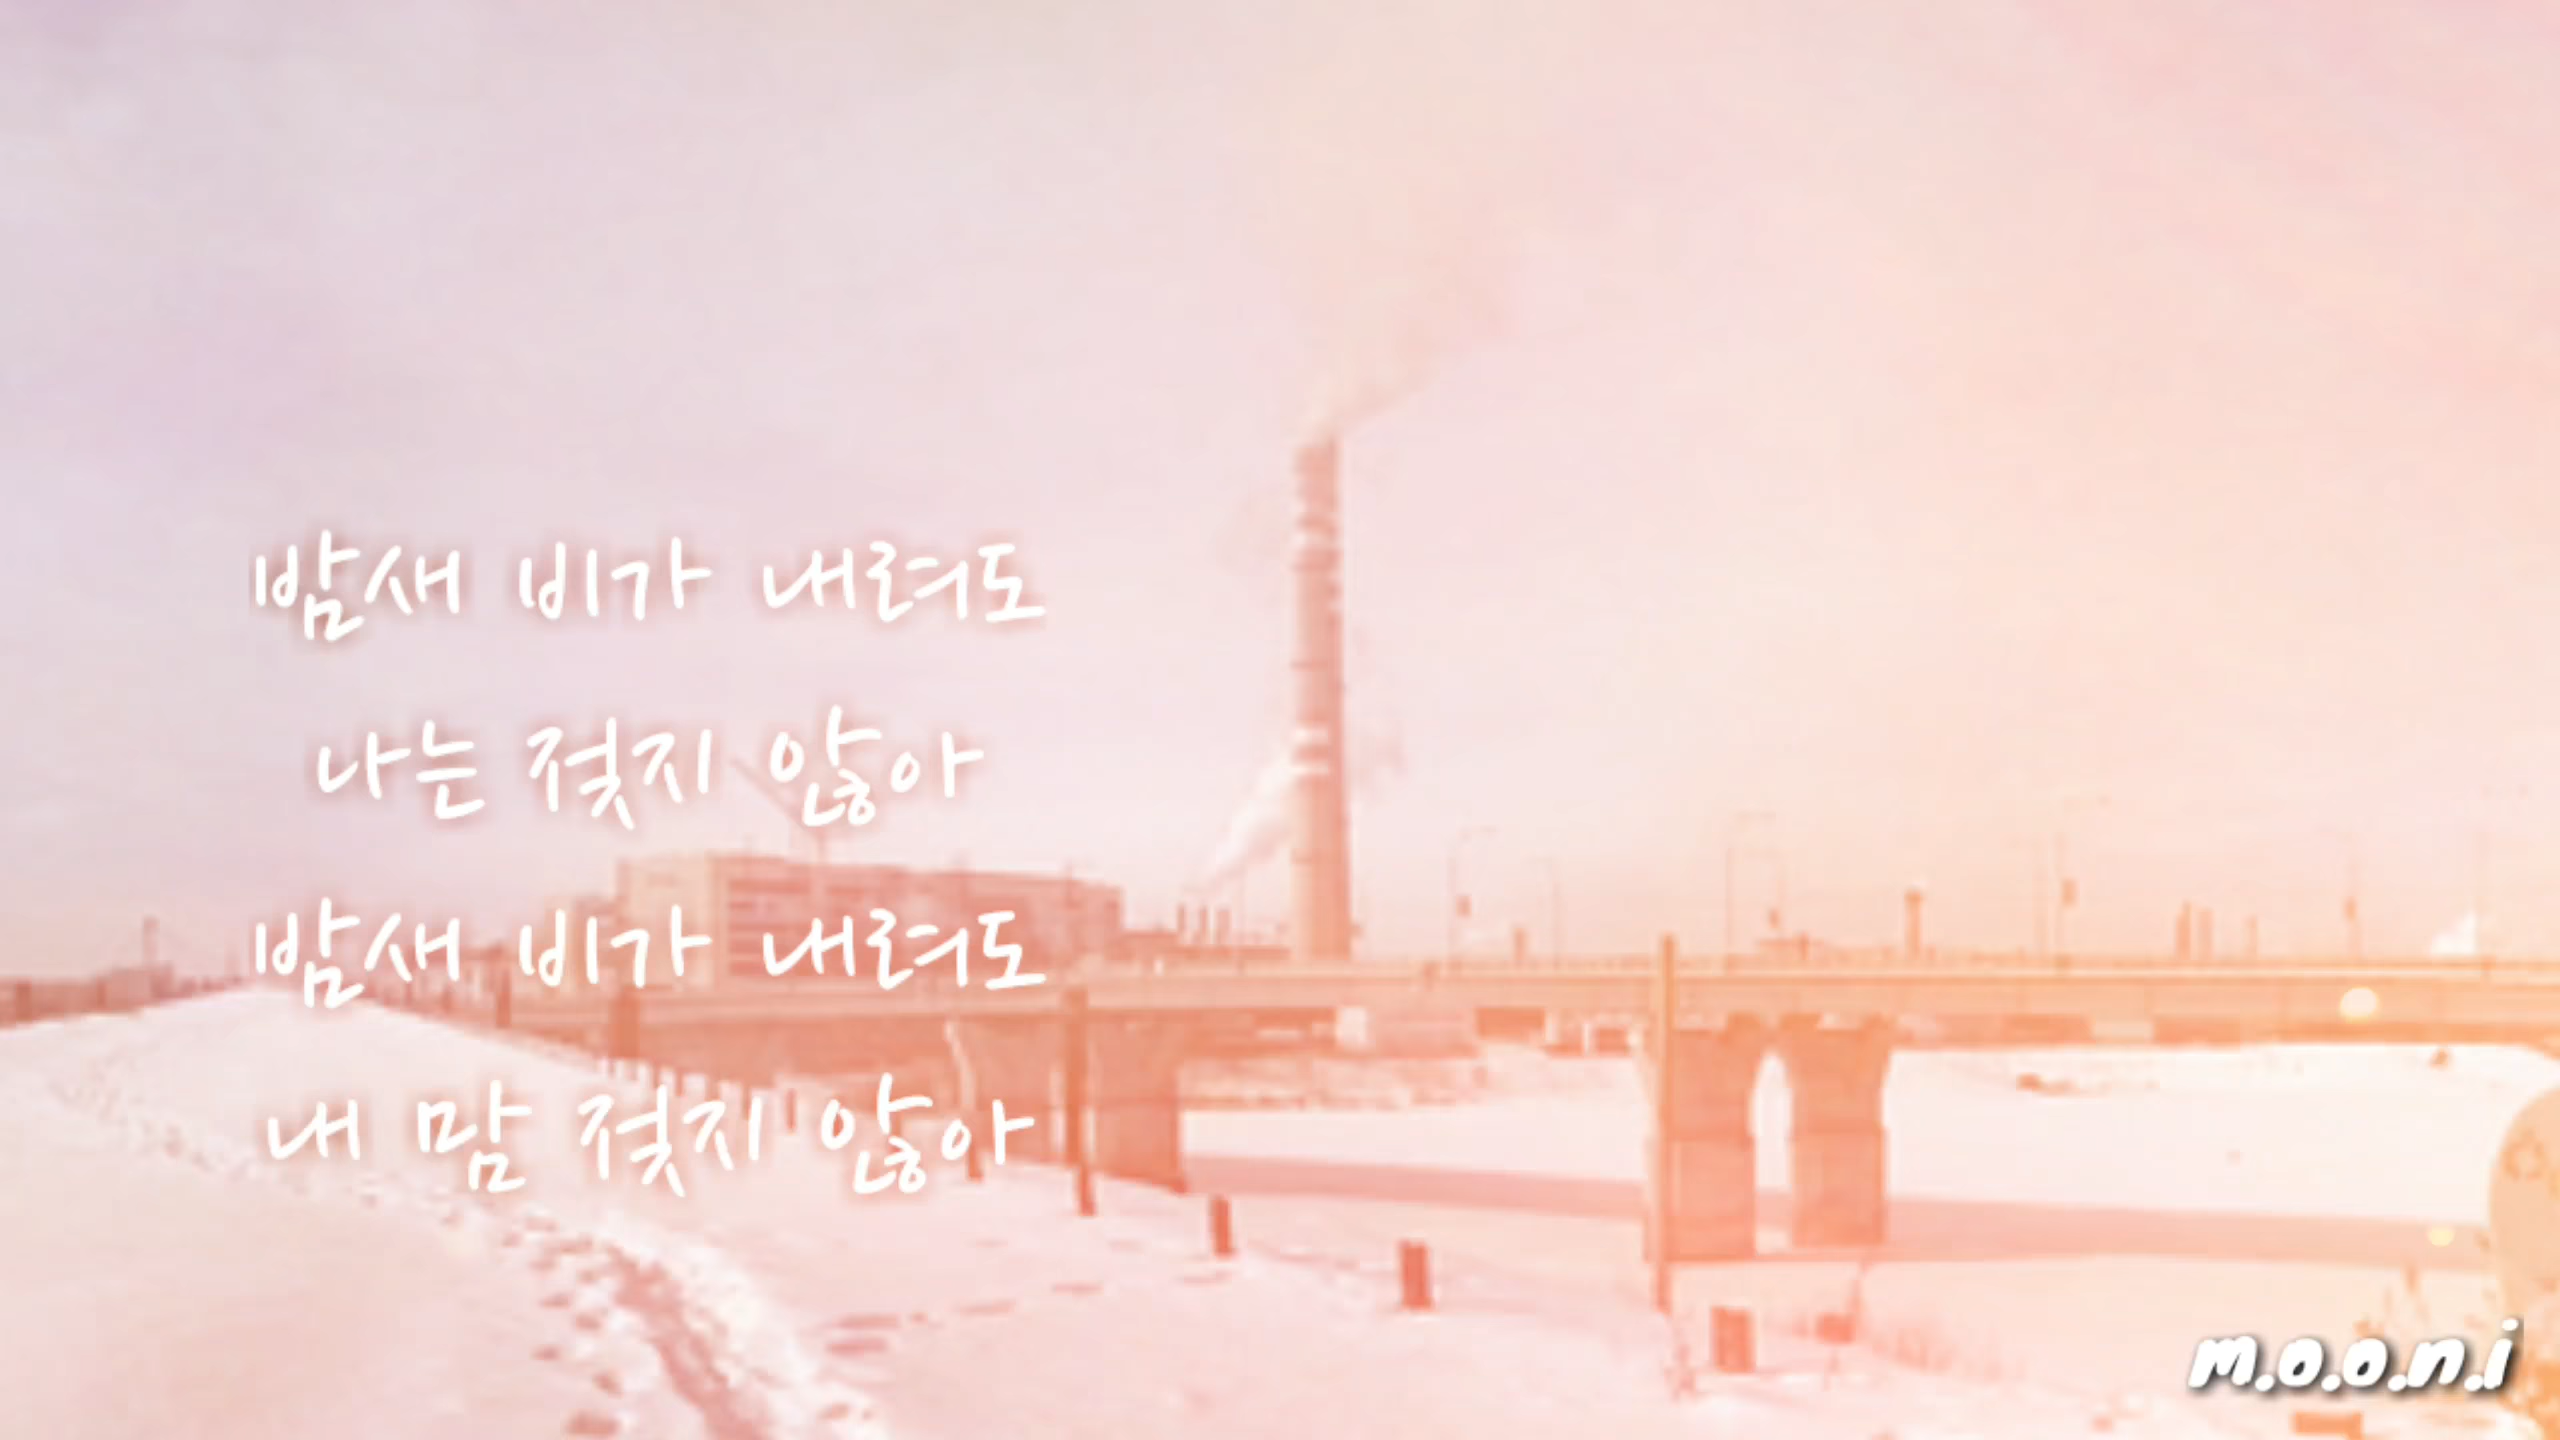 밤새 비가 내려도
나는 젖지 않아
밤새 비가 내려도
내 맘 젖지 않아
m.o.o.n.i